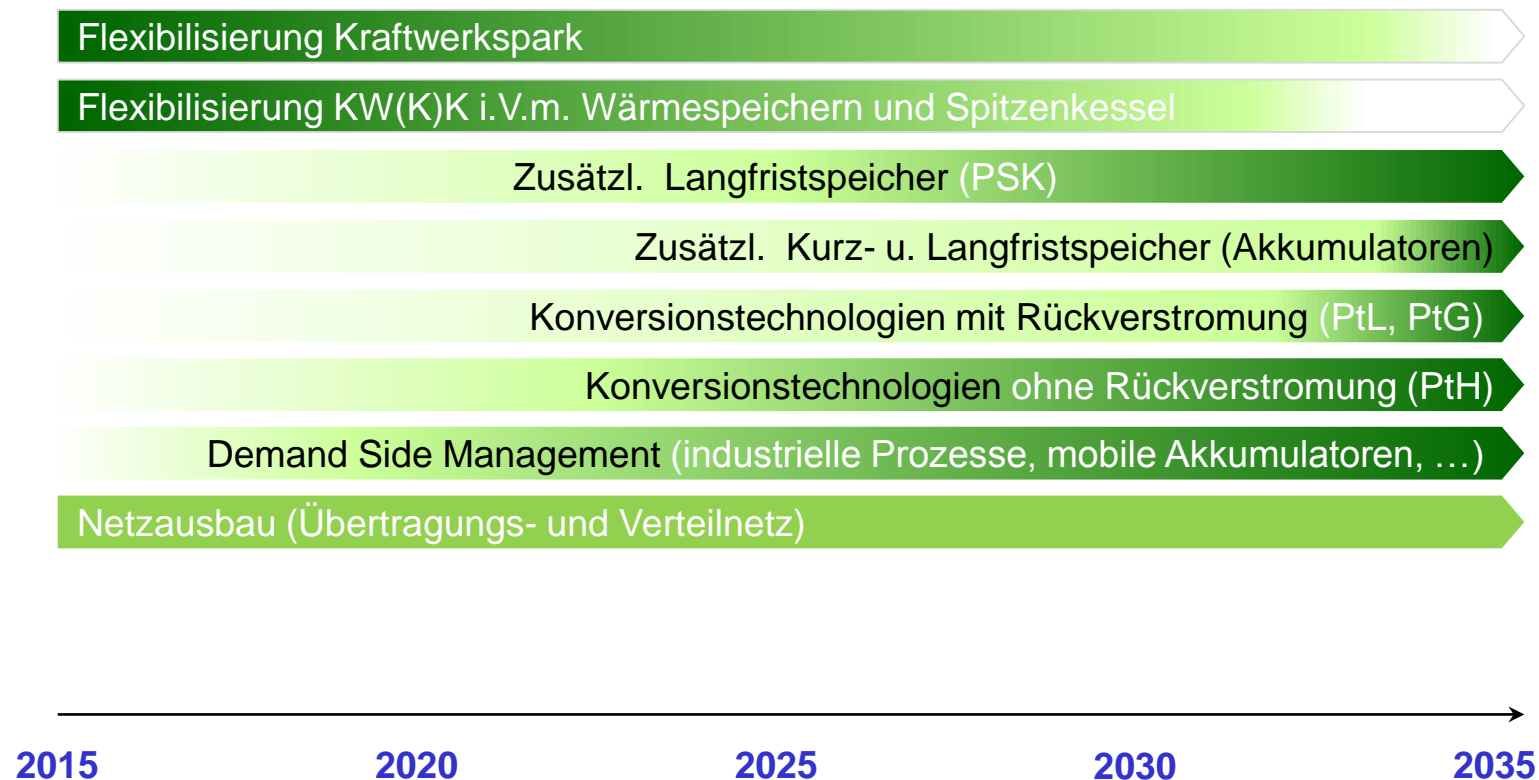 Flexibilisierung Kraftwerkspark
Flexibilisierung KW(K)K i.V.m. Wärmespeichern und Spitzenkessel
Zusätzl. Langfristspeicher (PSK)
Zusätzl. Kurz- u. Langfristspeicher (Akkumulatoren)
Konversionstechnologien mit Rückverstromung (PtL, PtG)
Konversionstechnologien ohne Rückverstromung (PtH)
Demand Side Management (industrielle Prozesse, mobile Akkumulatoren, …)
Netzausbau (Übertragungs- und Verteilnetz)
2015 2020 2025 2030 2035